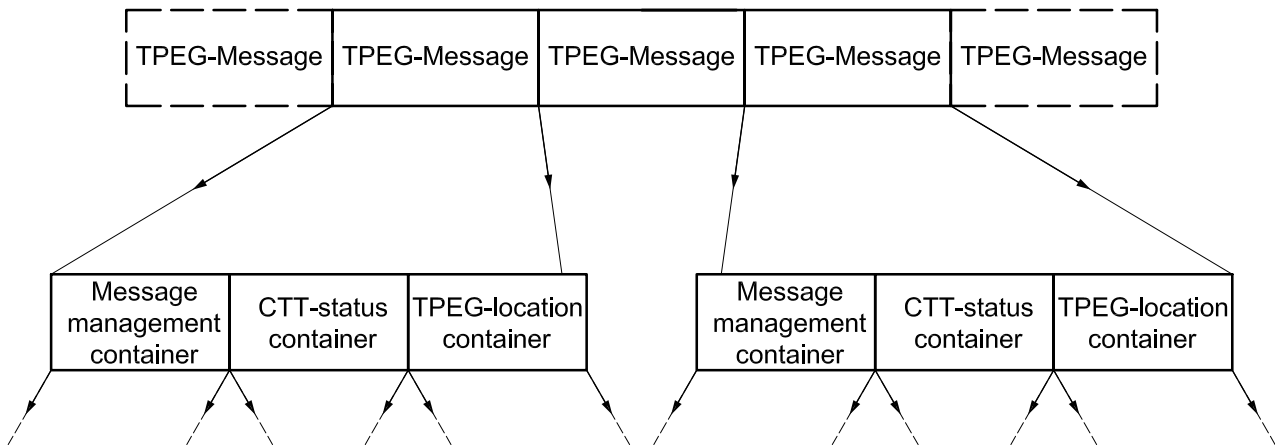 TPEG-Message TPEG-Message TPEG-Message TPEG-Message TPEG-Message
Message
management
container
CTT-status
container
TPEG-location
container
Message
management
container
CTT-status
container
TPEG-location
container